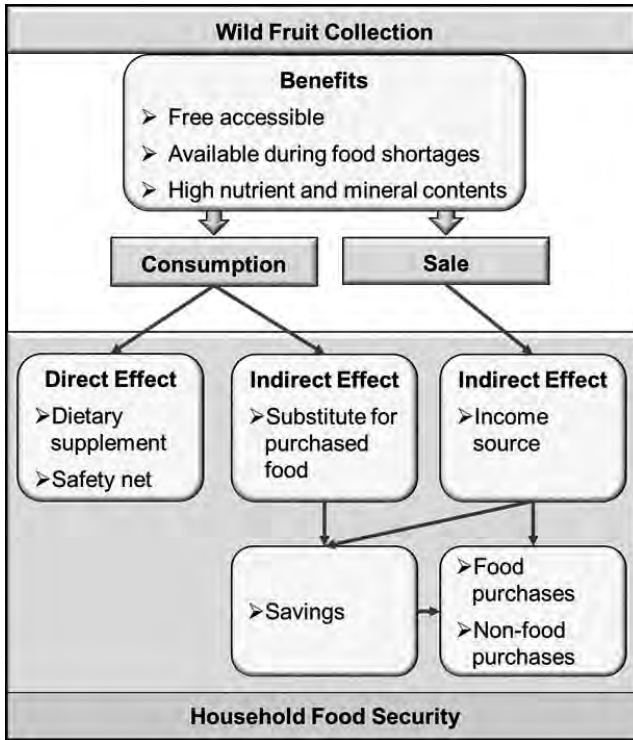 Wild Fruit Collection
Benefits
➢ Free accessible
➢ Available during food shortages
➢ High nutrient and mineral contents
Consumption
Sale
Direct Effect
➢Dietary
supplement
➢Safety net
Indirect Effect
➢Substitute for
purchased
food
Indirect Effect
➢Income
source
➢Savings
➢Food
purchases
➢Non-food
purchases
Household Food Security